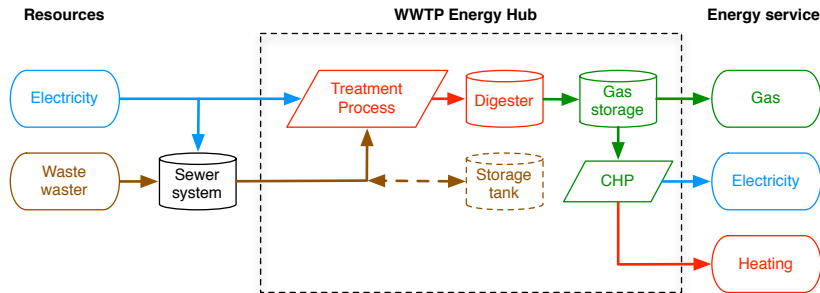 Resources
WWTP Energy Hub
Energy service
Electricity
Treatment
Process
Digester
Gas
storage
Gas
Waste
waster
Sewer
system
Storage
tank
CHP
Electricity
Heating